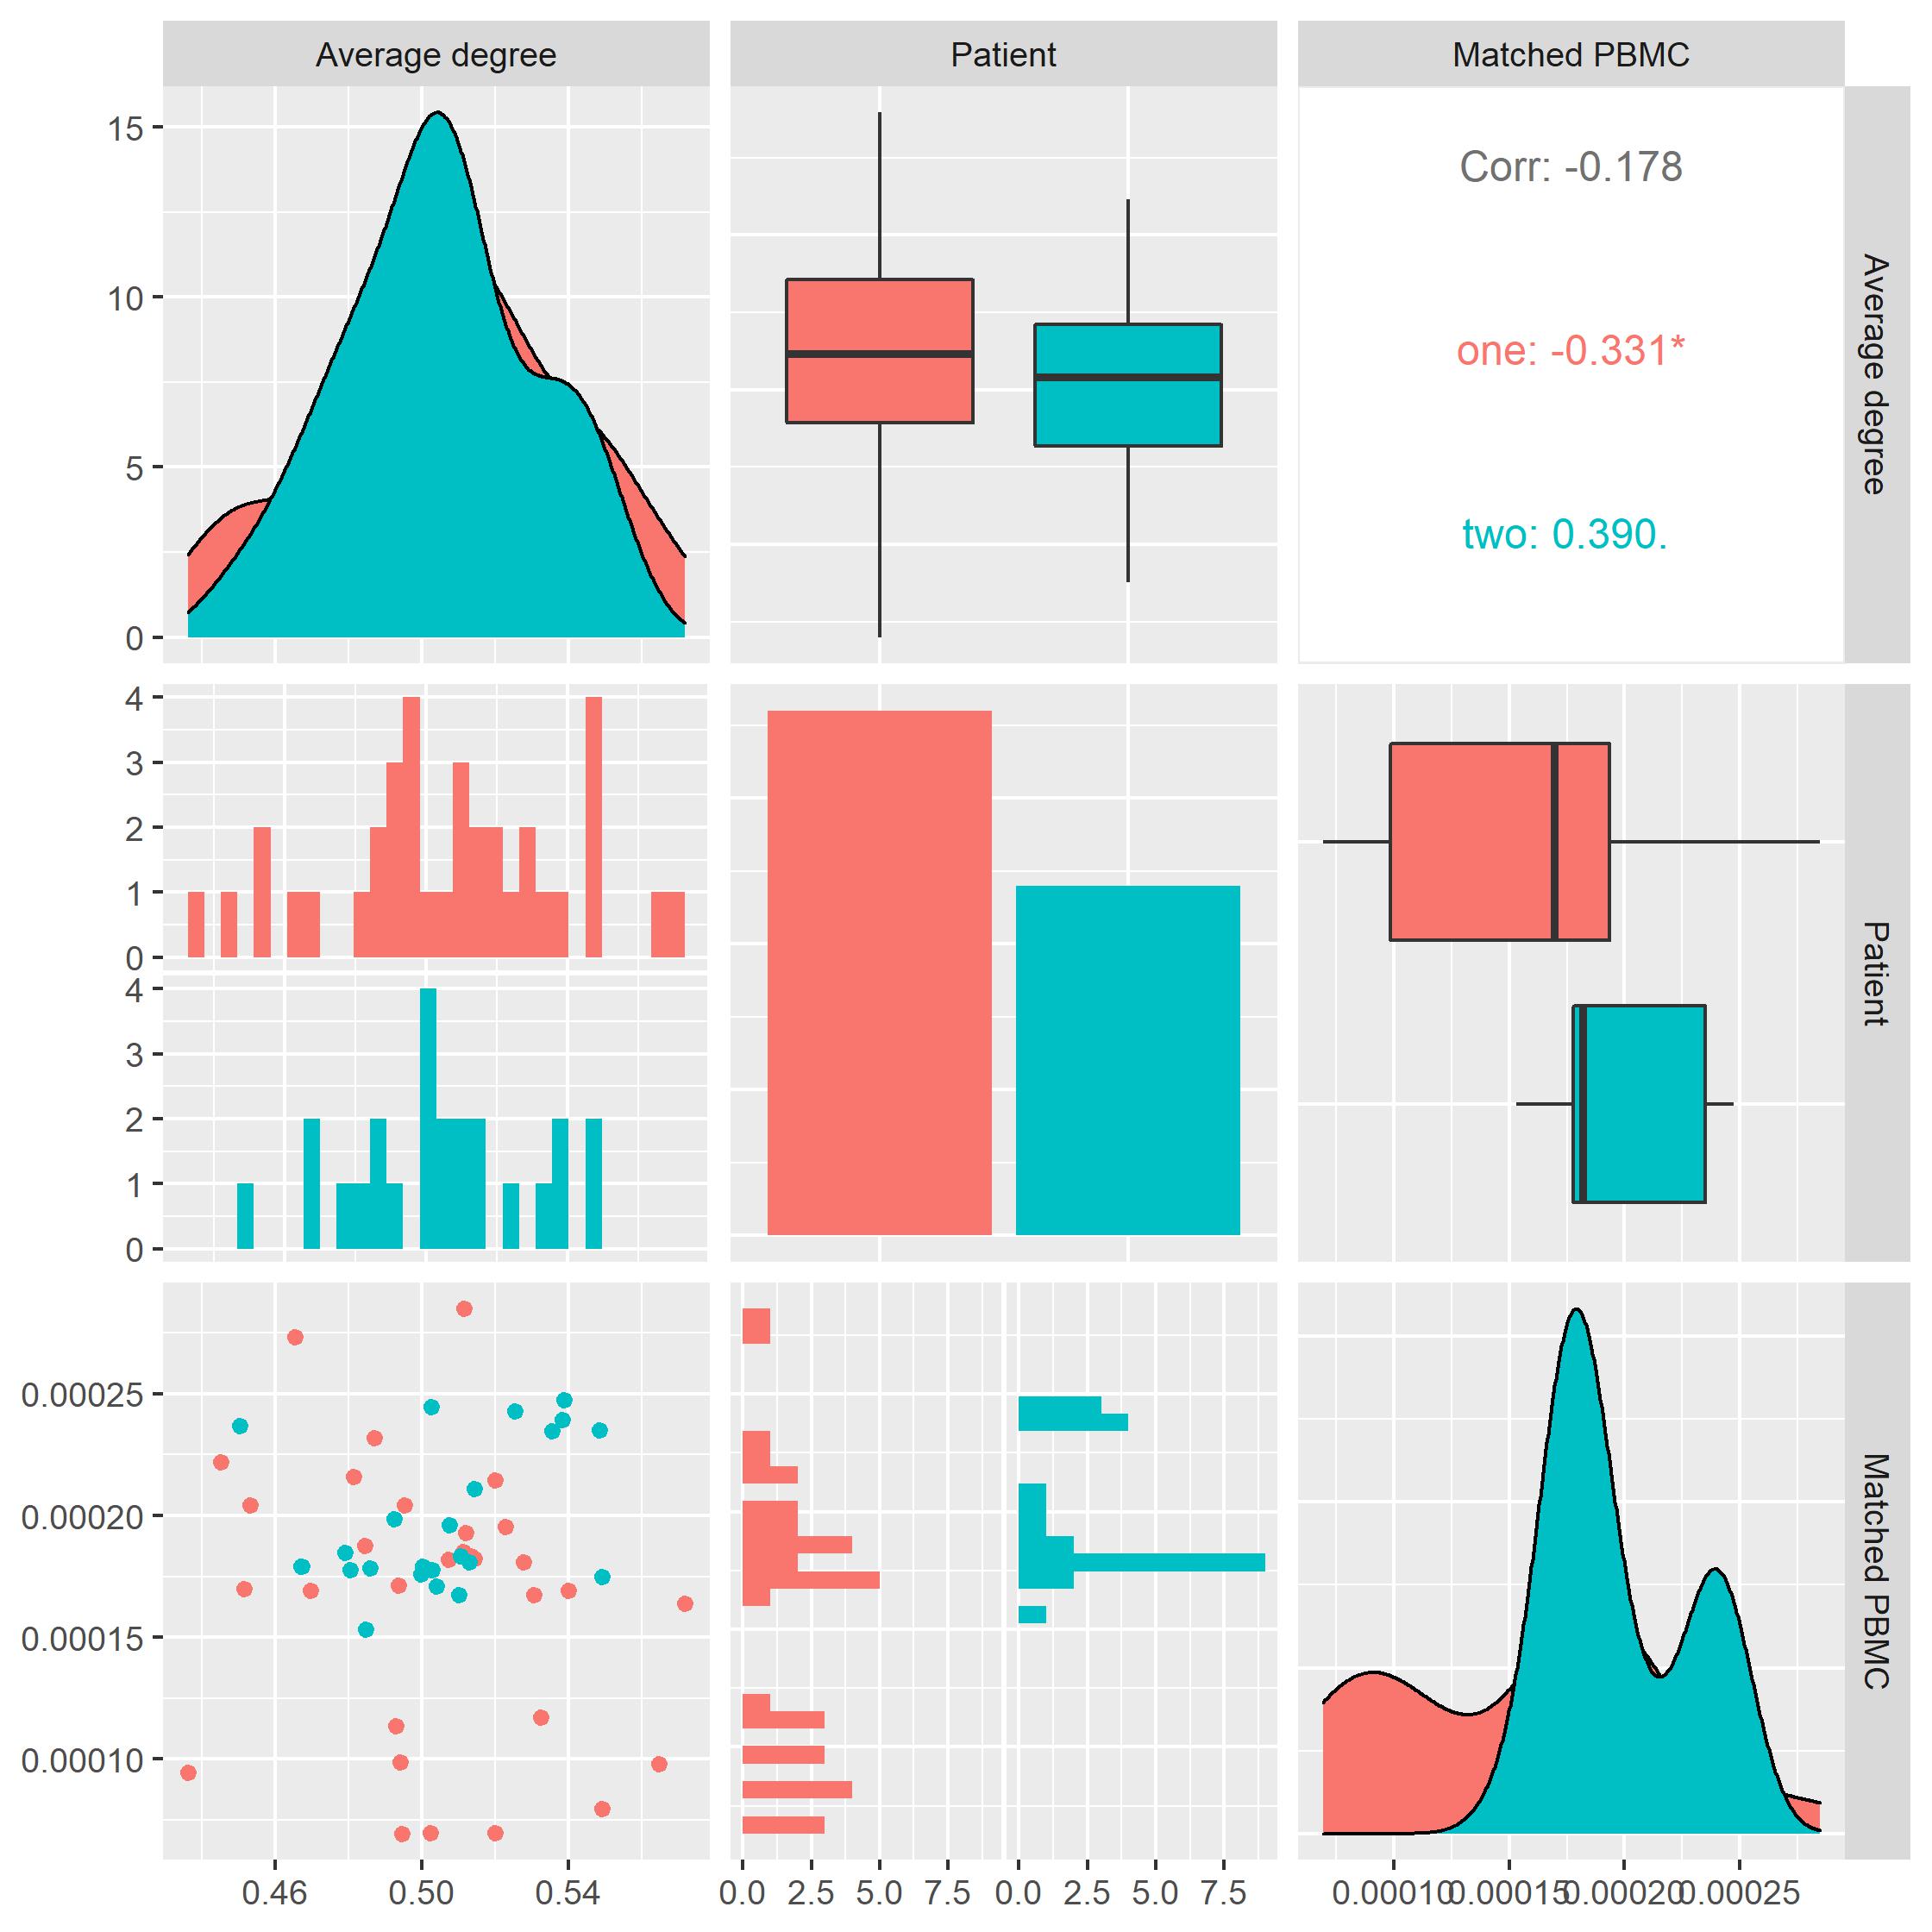 Average degree
Patient
Matched PBMC
15
10
5
0
Corr: -0.178
one: -0.331*
two: 0.390.
Average degree
4
3
2
1
0
4
3
2
1
0
Patient
0.00025
0.00020
0.00015
0.00010
Matched PBMC
0.46 0.50 0.54
0.0 2.5 5.0 7.5 0.0 2.5 5.0 7.5
0.00010 0.00015 0.00020 0.00025